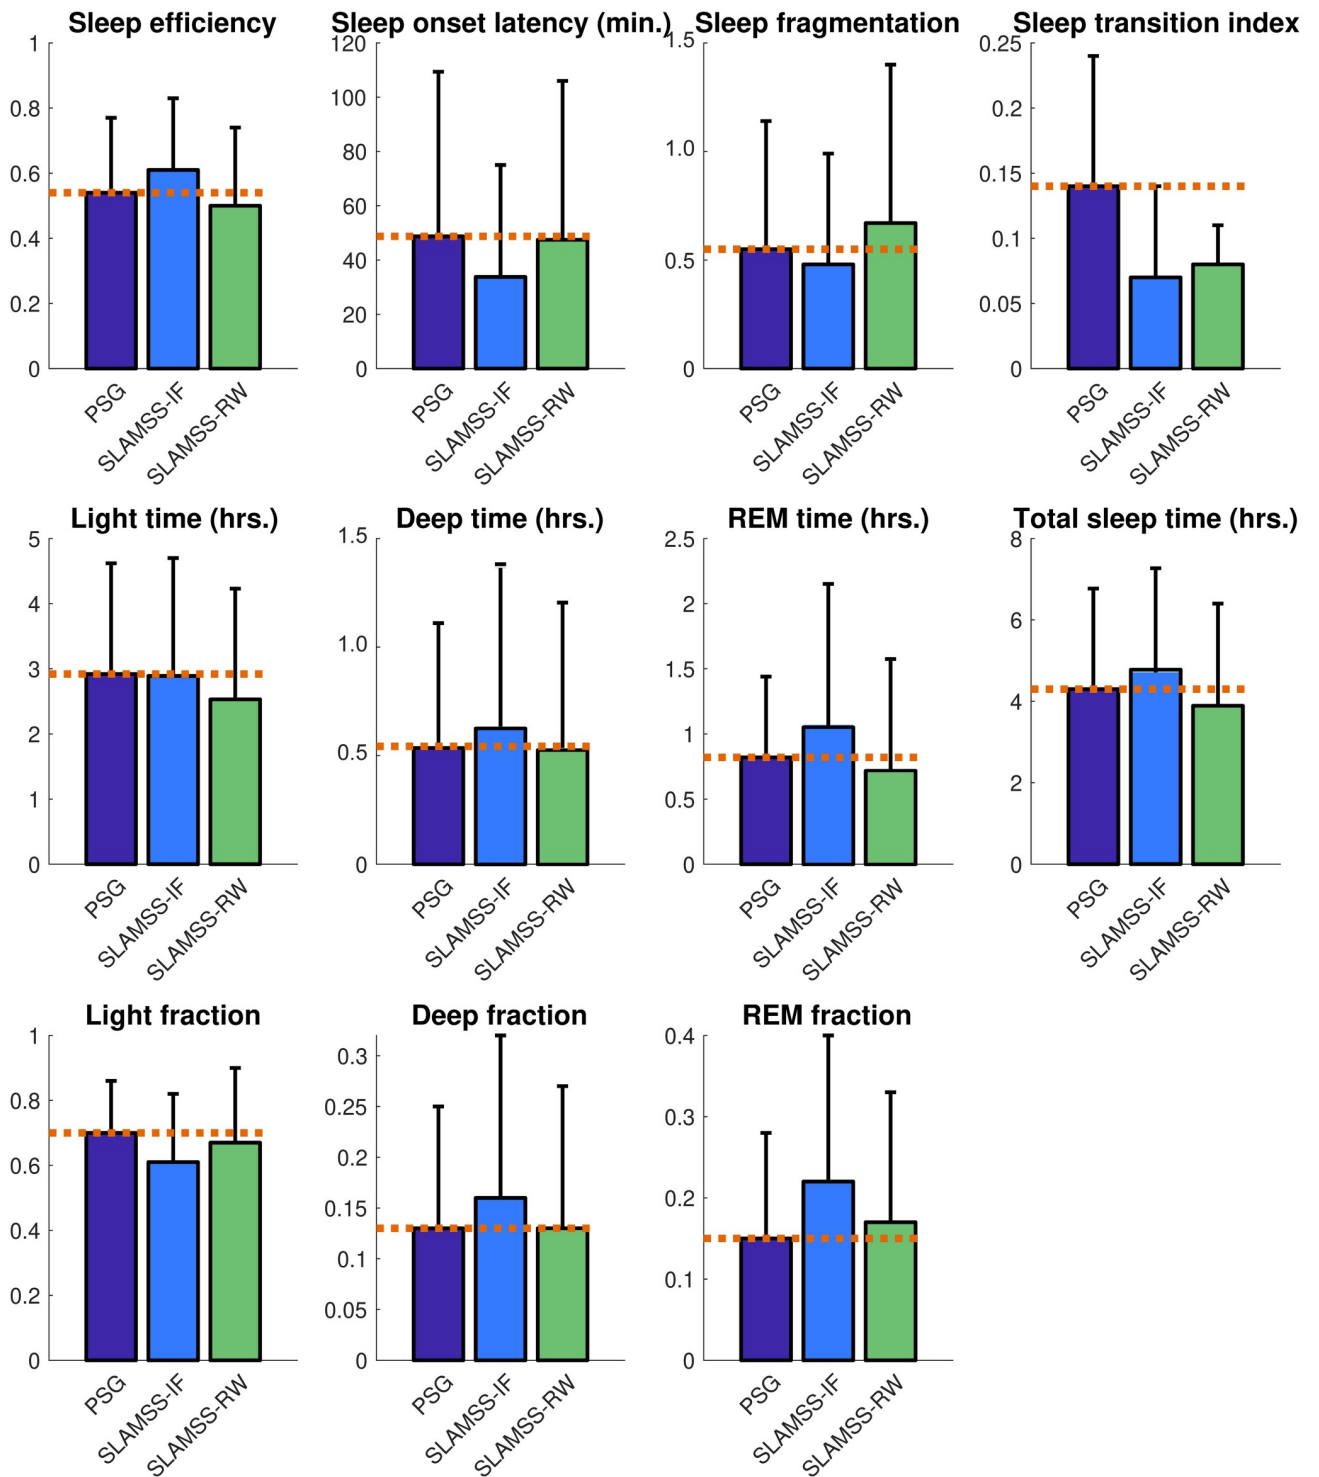 Sleep efficiency
1
0.8
0.6
0.4
0.2
0
PSG
SLAMSS-IF
SLAMSS-RW
Sleep onset latency (min.)
120
100
80
60
40
20
0
PSG
SLAMSS-IF
SLAMSS-RW
Sleep fragmentation
1.5
1.0
0.5
0
PSG
SLAMSS-IF
SLAMSS-RW
Sleep transition index
0.25
0.2
0.15
0.1
0.05
0
PSG
SLAMSS-IF
SLAMSS-RW
Light time (hrs.)
5
4
3
2
1
0
PSG
SLAMSS-IF
SLAMSS-RW
Deep time (hrs.)
1.5
1.0
0.5
0
PSG
SLAMSS-IF
SLAMSS-RW
REM time (hrs.)
2.5
2
1.5
1
0.5
0
PSG
SLAMSS-IF
SLAMSS-RW
Total sleep time (hrs.)
8
6
4
2
0
PSG
SLAMSS-IF
SLAMSS-RW
Light fraction
1
0.8
0.6
0.4
0.2
0
PSG
SLAMSS-IF
SLAMSS-RW
Deep fraction
0.3
0.25
0.2
0.15
0.1
0.05
0
PSG
SLAMSS-IF
SLAMSS-RW
REM fraction
0.4
0.3
0.2
0.1
0
PSG
SLAMSS-IF
SLAMSS-RW